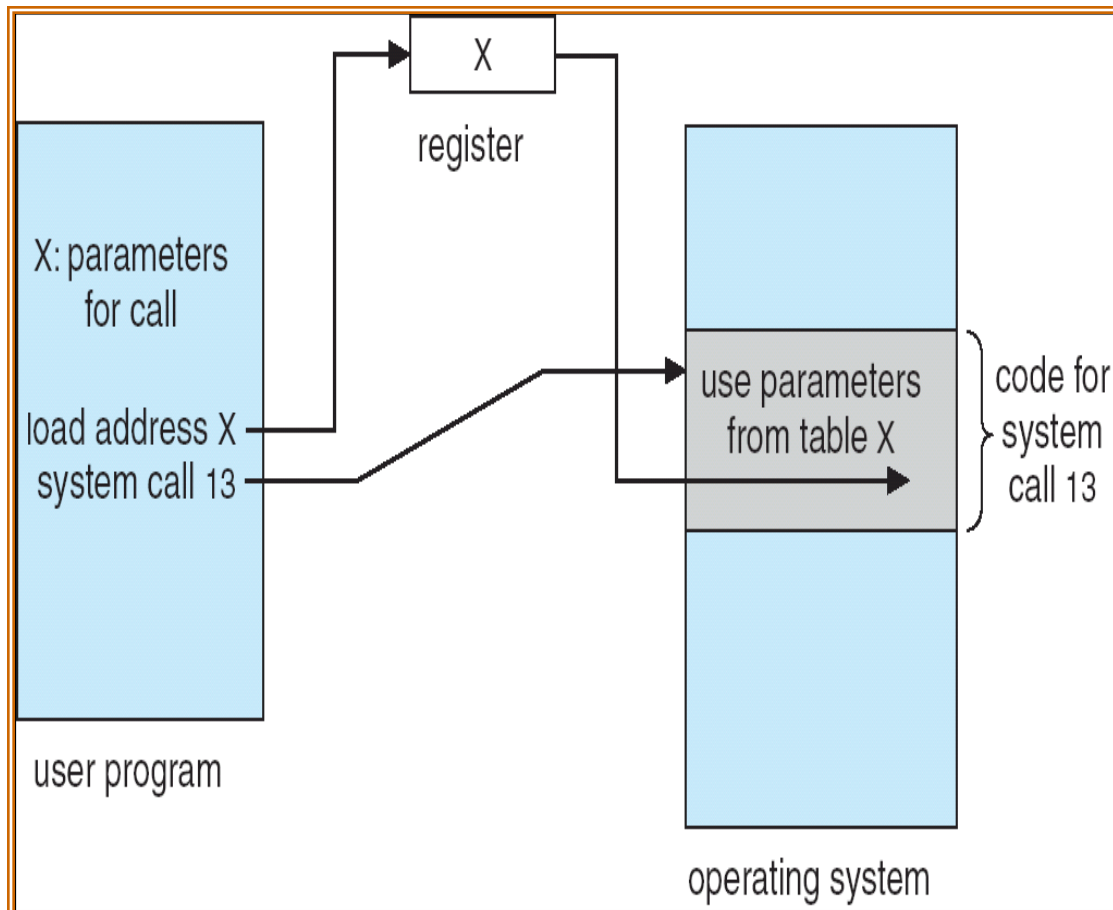 X
register
X: parameters
for call
load address X
system call 13
user program
use parameters
from table X
code for
system
call 13
operating system